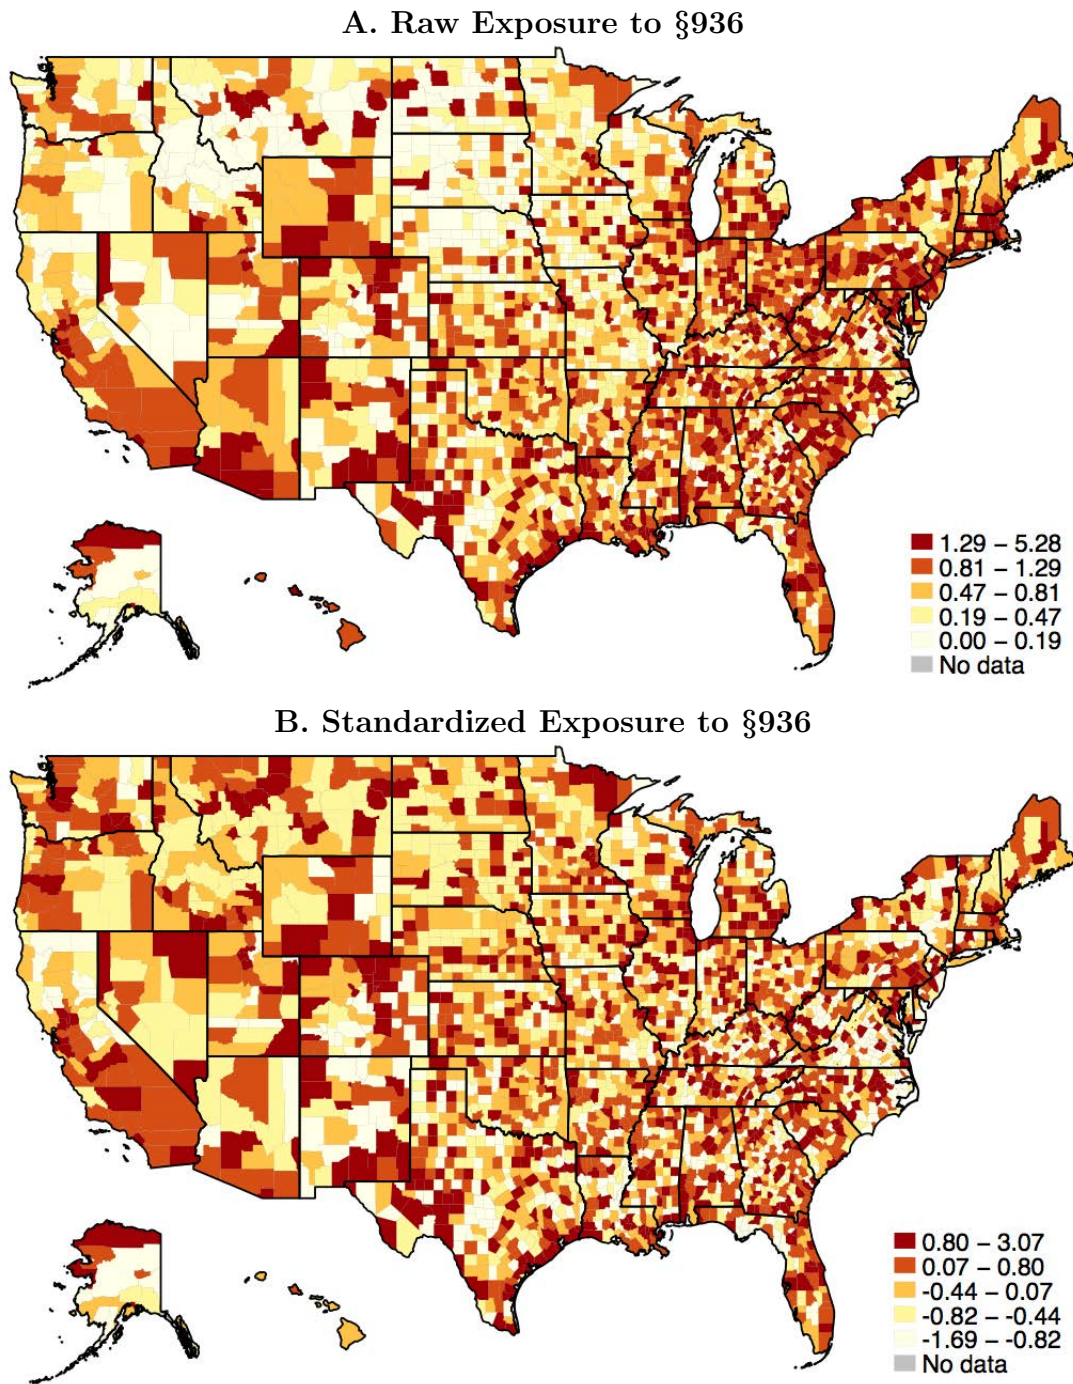 A. Raw Exposure to §936
1.29 – 5.28
0.81 – 1.29
0.47 – 0.81
0.19 – 0.47
0.00 – 0.19
No data
B. Standardized Exposure to §936
0.80 – 3.07
0.07 – 0.80
-0.44 – 0.07
-0.82 – -0.44
-1.69 – -0.82
No data